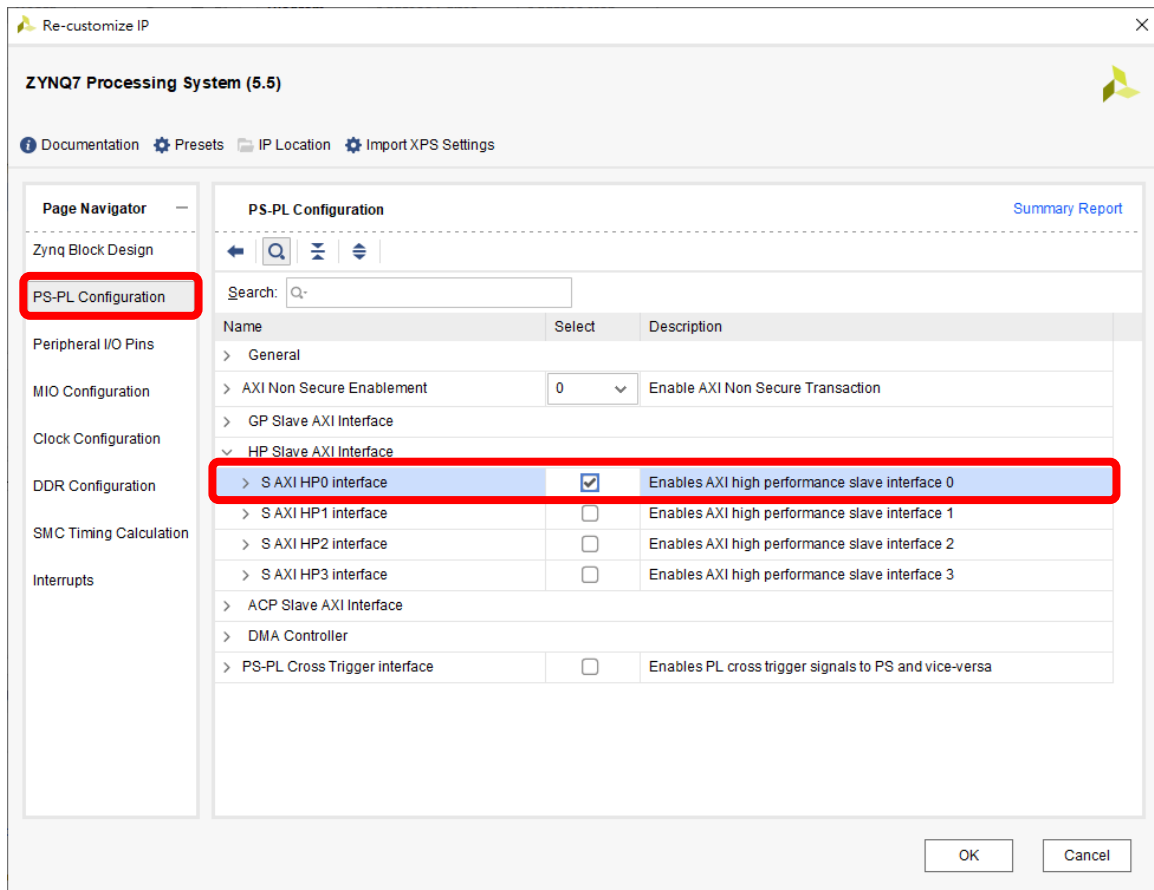 Re-customize IP
ZYNQ7 Processing System (5.5)
Documentation Presets IP Location Import XPS Settings
Page Navigator
Zynq Block Design
PS-PL Configuration
Peripheral I/O Pins
MIO Configuration
Clock Configuration
DDR Configuration
SMC Timing Calculation
Interrupts
PS-PL Configuration Summary Report
Search:
Name Select Description
General
AXI Non Secure Enablement 0 Enable AXI Non Secure Transaction
GP Slave AXI Interface
HP Slave AXI Interface
S AXI HP0 interface Enables AXI high performance slave interface 0
S AXI HP1 interface Enables AXI high performance slave interface 1
S AXI HP2 interface Enables AXI high performance slave interface 2
S AXI HP3 interface Enables AXI high performance slave interface 3
ACP Slave AXI Interface
DMA Controller
PS-PL Cross Trigger interface Enables PL cross trigger signals to PS and vice-versa
OK Cancel